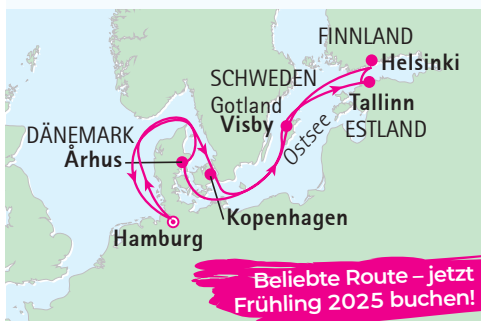 FINNLAND
Helsinki
SCHWEDEN
Gotland
Visby
Tallinn
ESTLAND
Ostsee
DÄNEMARK
Århus
Kopenhagen
Hamburg
Beliebte Route – jetzt
Frühling 2025 buchen!